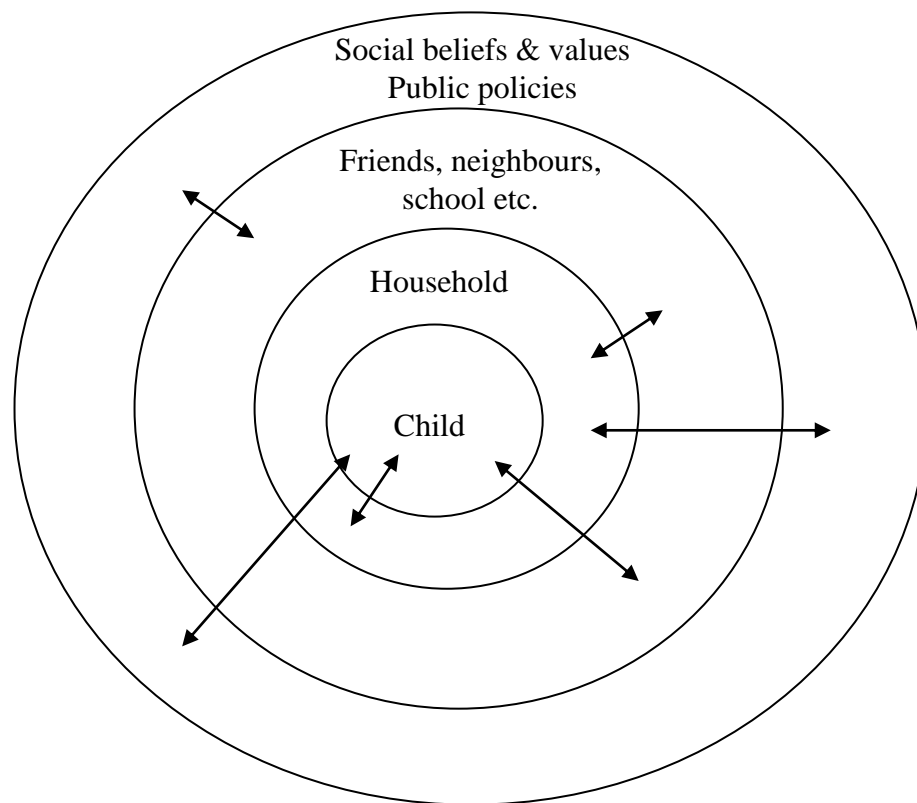 Social beliefs & values
Public policies
Friends, neighbours,
school etc.
Household
Child